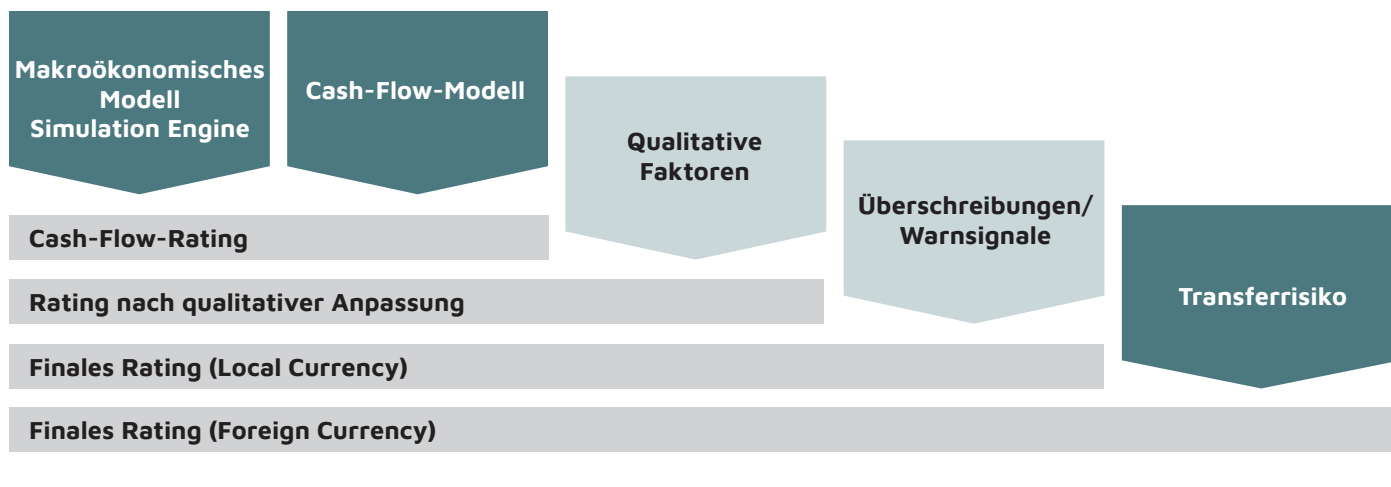 Makroökonomisches
Modell
Simulation Engine
Cash-Flow-Modell
Qualitative
Faktoren
Überschreibungen/
Warnsignale
Transferrisiko
Cash-Flow-Rating
Rating nach qualitativer Anpassung
Finales Rating (Local Currency)
Finales Rating (Foreign Currency)